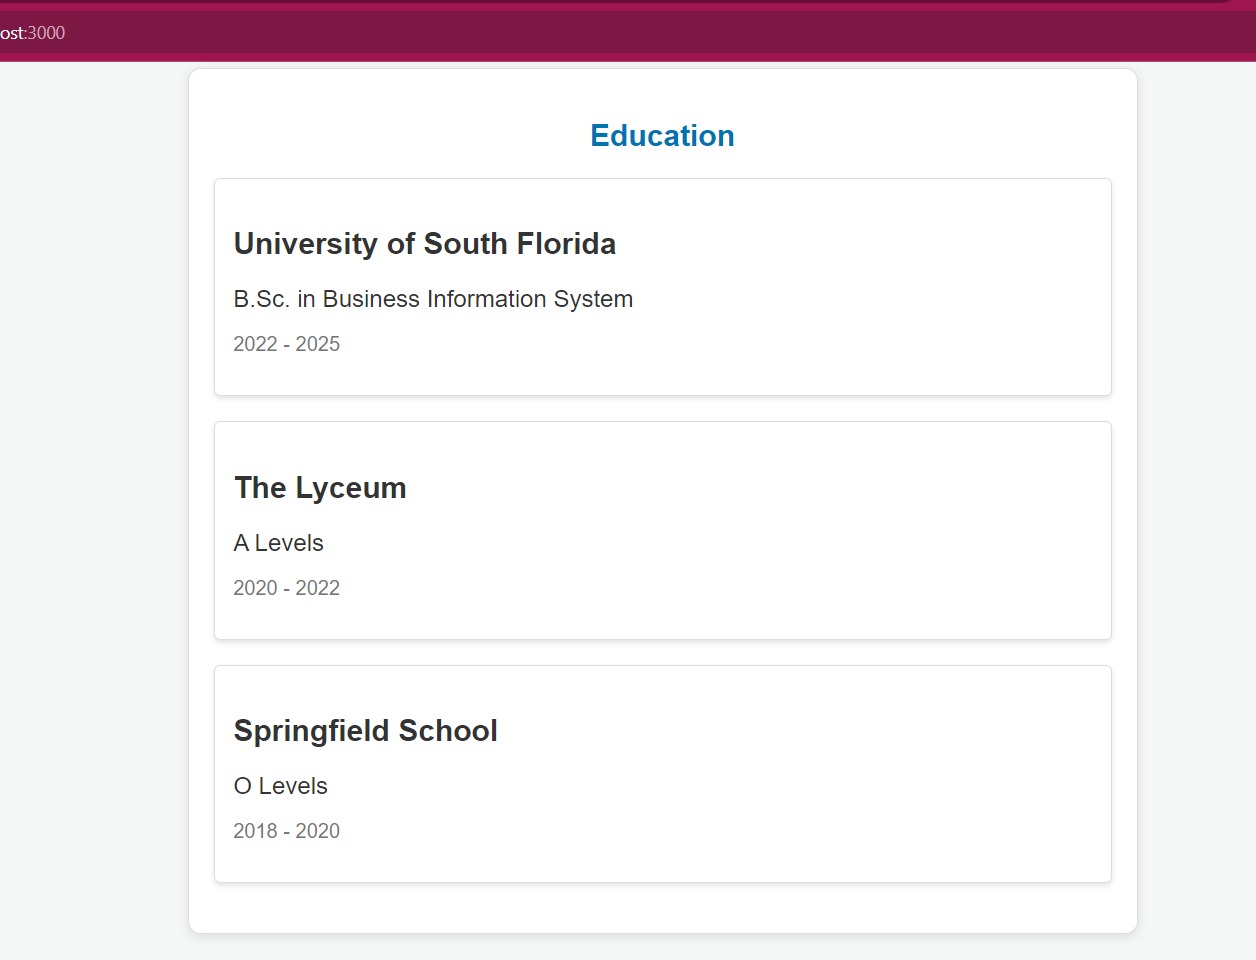 ost:3000
Education
University of South Florida
B.Sc. in Business Information System
2022 - 2025
The Lyceum
A Levels
2020 - 2022
Springfield School
O Levels
2018 - 2020